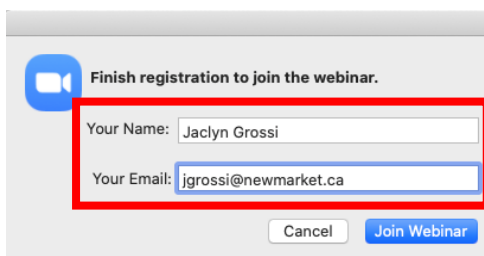 Finish registration to join the webinar.
Your Name: Jaclyn Grossi
Your Email: jgrossi@newmarket.ca
Cancel Join Webinar